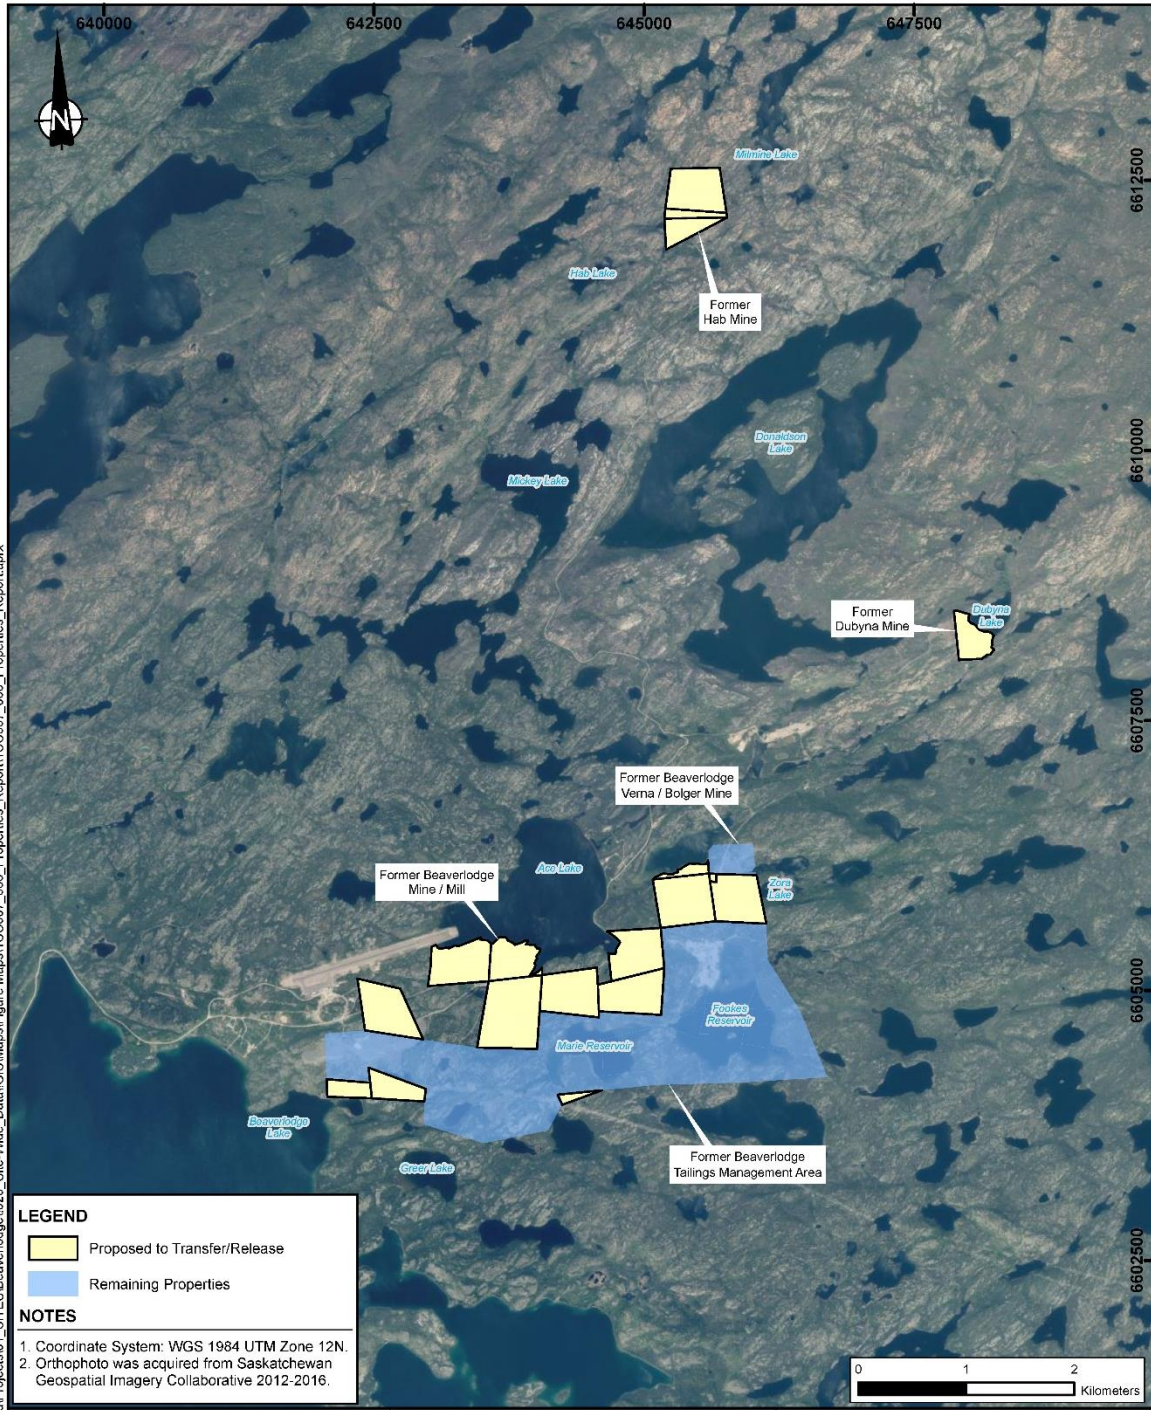 640000
642500
645000
647500
N
Milmine Lake
6612500
Hab Lake
Former
Hab Mine
Donaldson
Lake
6610000
Mickey Lake
Former
Dubyna Mine
Dubyna
Lake
6607500
Former Beaverlodge
Verna / Bolger Mine
Former Beaverlodge
Mine / Mill
Ace Lake
Zora
Lake
6605000
Fookes
Reservoir
Marie Reservoir
Beaverlodge
Lake
Greer Lake
Former Beaverlodge
Tailings Management Area
6602500
LEGEND
Proposed to Transfer/Release
Remaining Properties
NOTES
1. Coordinate System: WGS 1984 UTM Zone 12N.
2. Orthophoto was acquired from Saskatchewan
Geospatial Imagery Collaborative 2012-2016.
0
1
2
Kilometers